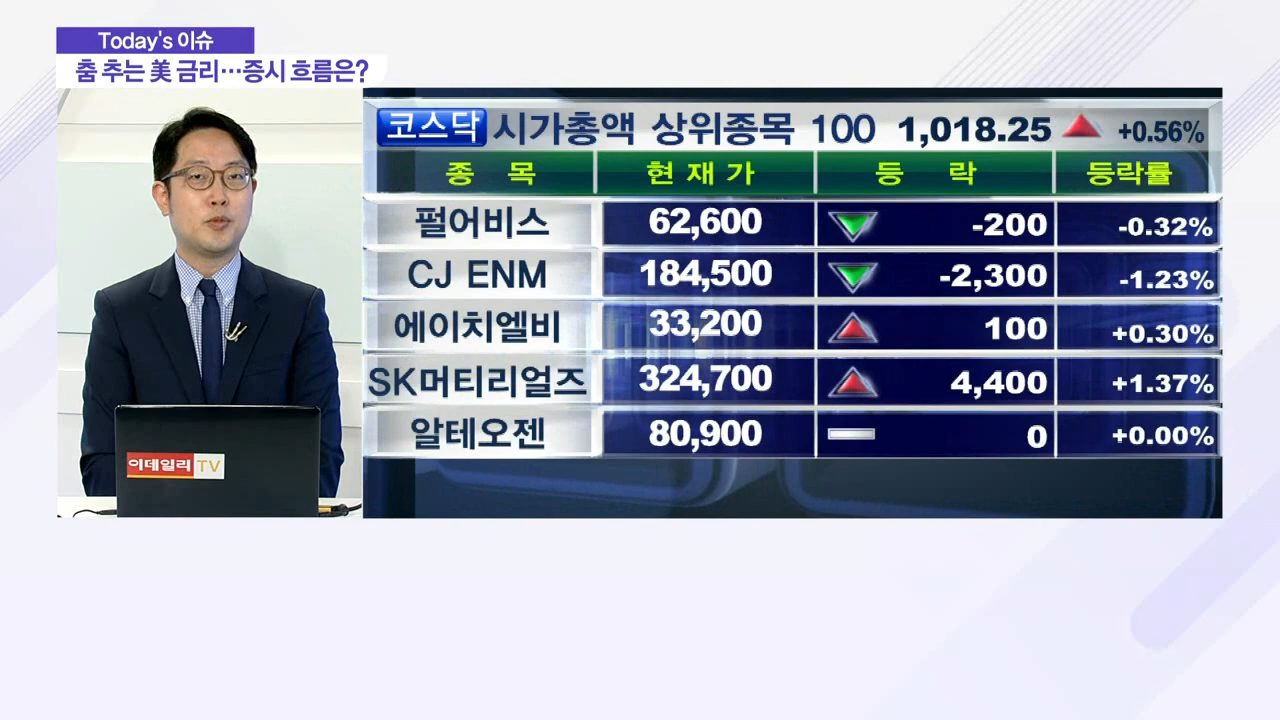 Today's 이슈
춤 추는 美 금리…증시 흐름은?
코스닥 시가총액 상위종목 100 1,018.25 +0.56%
종 목 현 재 가 등 락 등락률
펄어비스 62,600 -200 -0.32%
CJ ENM 184,500 -2,300 -1.23%
에이치엘비 33,200 100 +0.30%
SK머티리얼즈 324,700 4,400 +1.37%
알테오젠 80,900 0 +0.00%
이데일리 TV